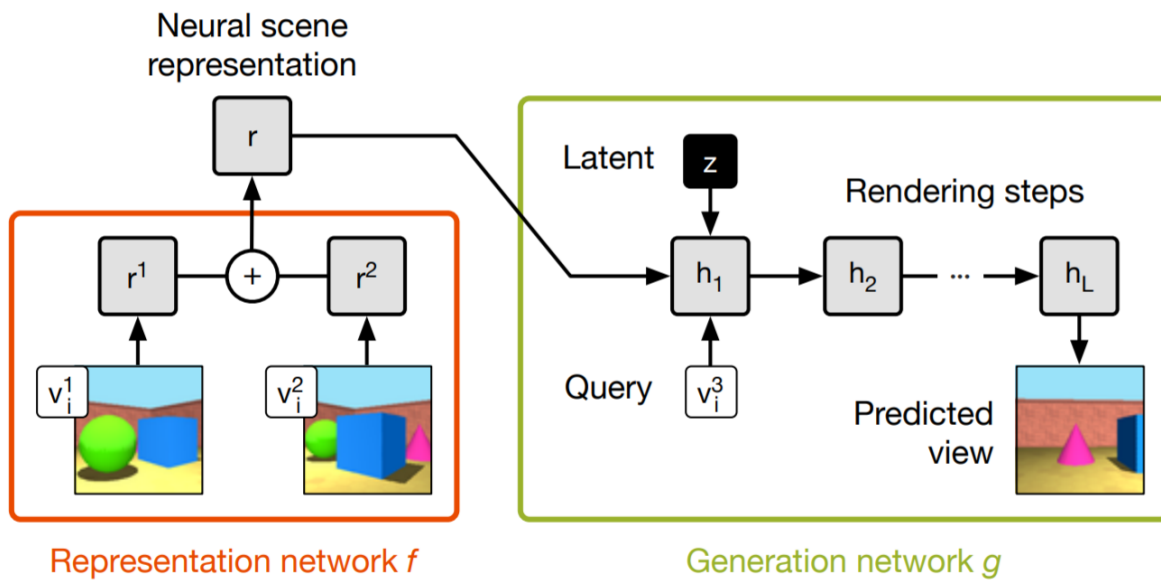 Neural scene
representation
r
r¹
+
r²
v¹ᵢ
v²ᵢ
Representation network f
Latent
z
Rendering steps
h₁
h₂
...
h_L
Query
v³ᵢ
Predicted
view
Generation network g